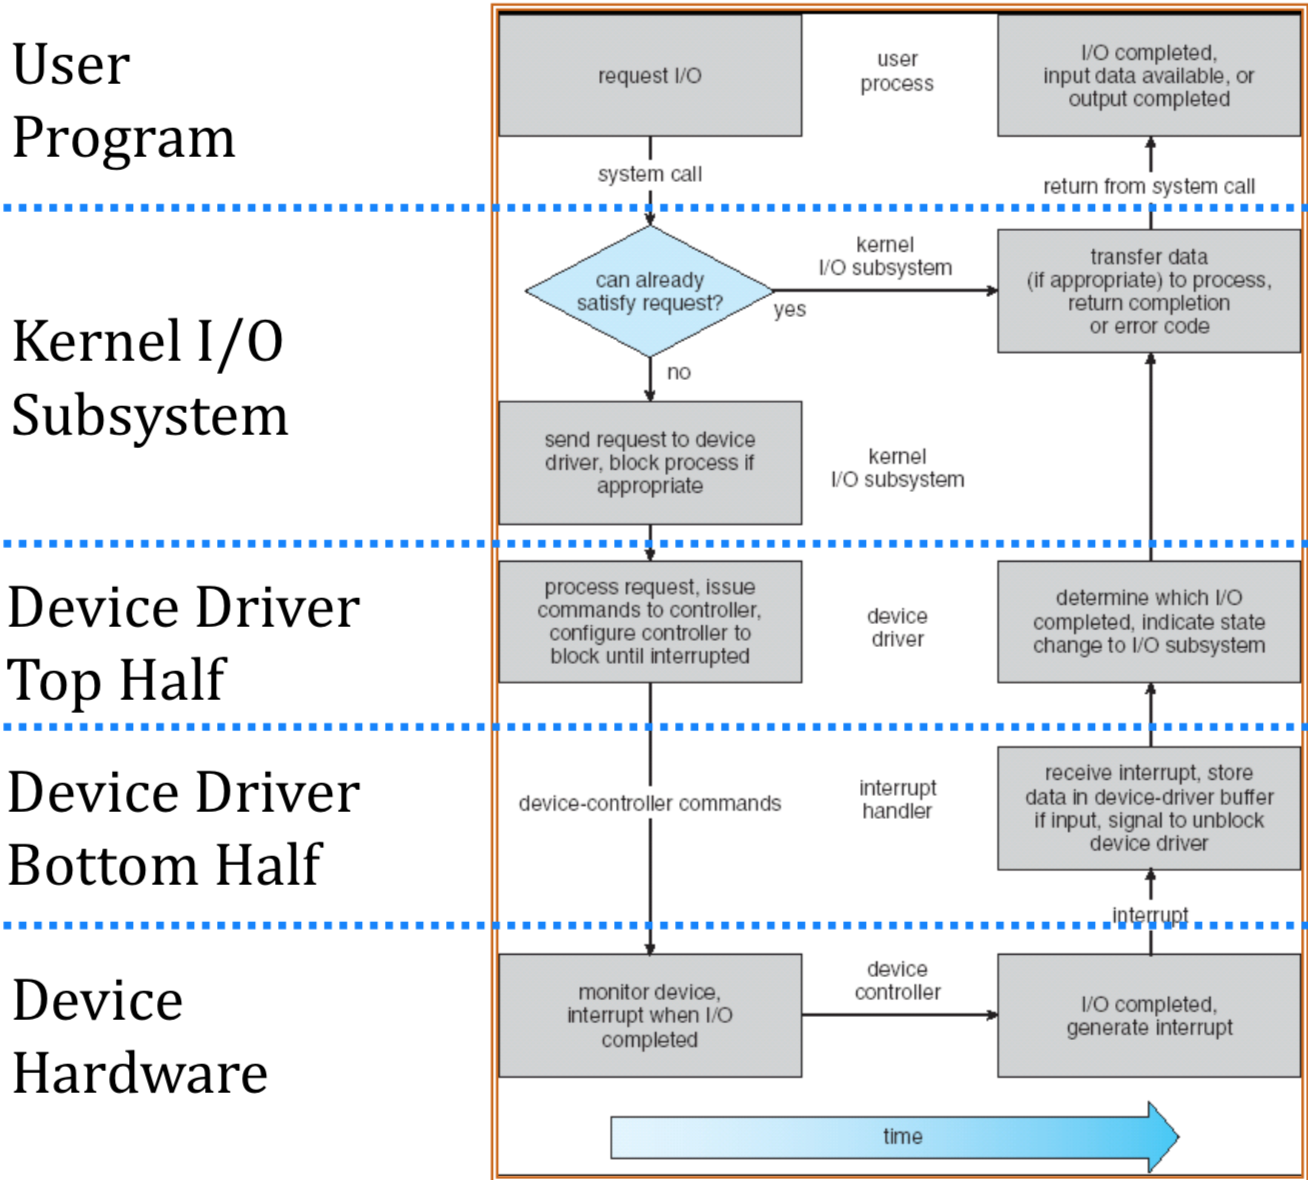 User
Program
request I/O
user
process
I/O completed,
input data available, or
output completed
system call
return from system call
Kernel I/O
Subsystem
can already
satisfy request?
kernel
I/O subsystem
yes
transfer data
(if appropriate) to process,
return completion
or error code
no
send request to device
driver, block process if
appropriate
kernel
I/O subsystem
Device Driver
Top Half
process request, issue
commands to controller,
configure controller to
block until interrupted
device
driver
determine which I/O
completed, indicate state
change to I/O subsystem
Device Driver
Bottom Half
device-controller commands
interrupt
handler
receive interrupt, store
data in device-driver buffer
if input, signal to unblock
device driver
interrupt
Device
Hardware
monitor device,
interrupt when I/O
completed
device
controller
I/O completed,
generate interrupt
time